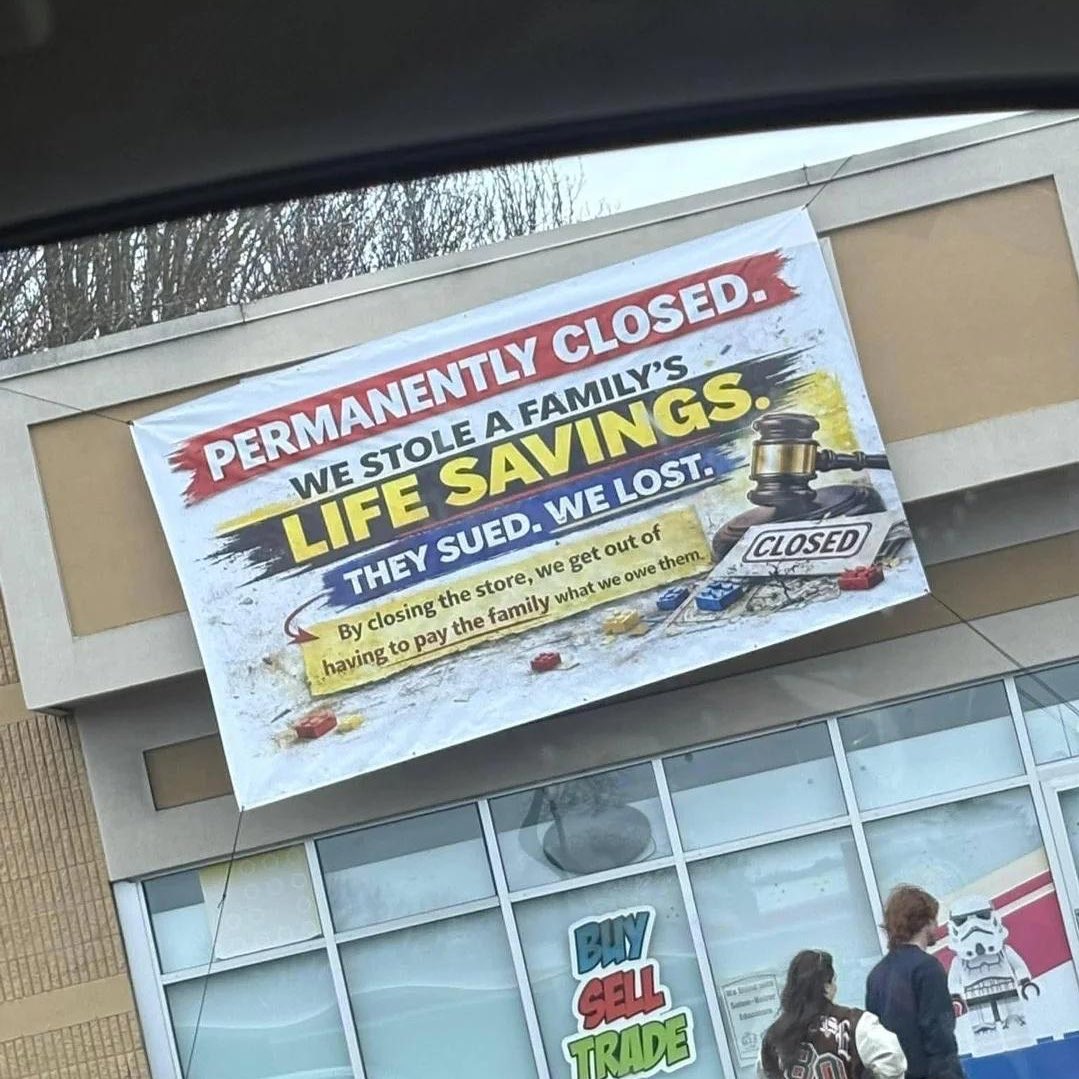 PERMANENTLY CLOSED.
WE STOLE A FAMILY'S
LIFE SAVINGS.
THEY SUED. WE LOST.
By closing the store, we get out of
having to pay the family what we owe them.
CLOSED
BUY
SELL
TRADE